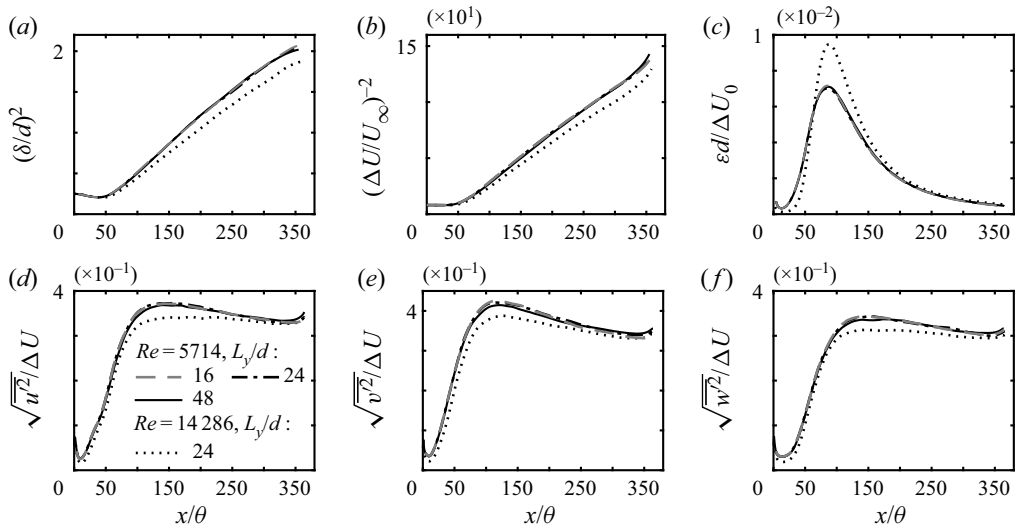 (×10¹) (×10⁻²)
(a) (b) (c)
2 15 1
(δ/d)² (ΔU/U∞)⁻² εd/ΔU₀
0 50 150 250 350 0 50 150 250 350 0 50 150 250 350
(×10⁻¹) (×10⁻¹) (×10⁻¹)
(d) (e) (f)
4 4 4
√u′²/ΔU √v′²/ΔU √w′²/ΔU
Re = 5714, L_y/d :
16 24
48
Re = 14 286, L_y/d :
24
0 50 150 250 350 0 50 150 250 350 0 50 150 250 350
x/θ x/θ x/θ